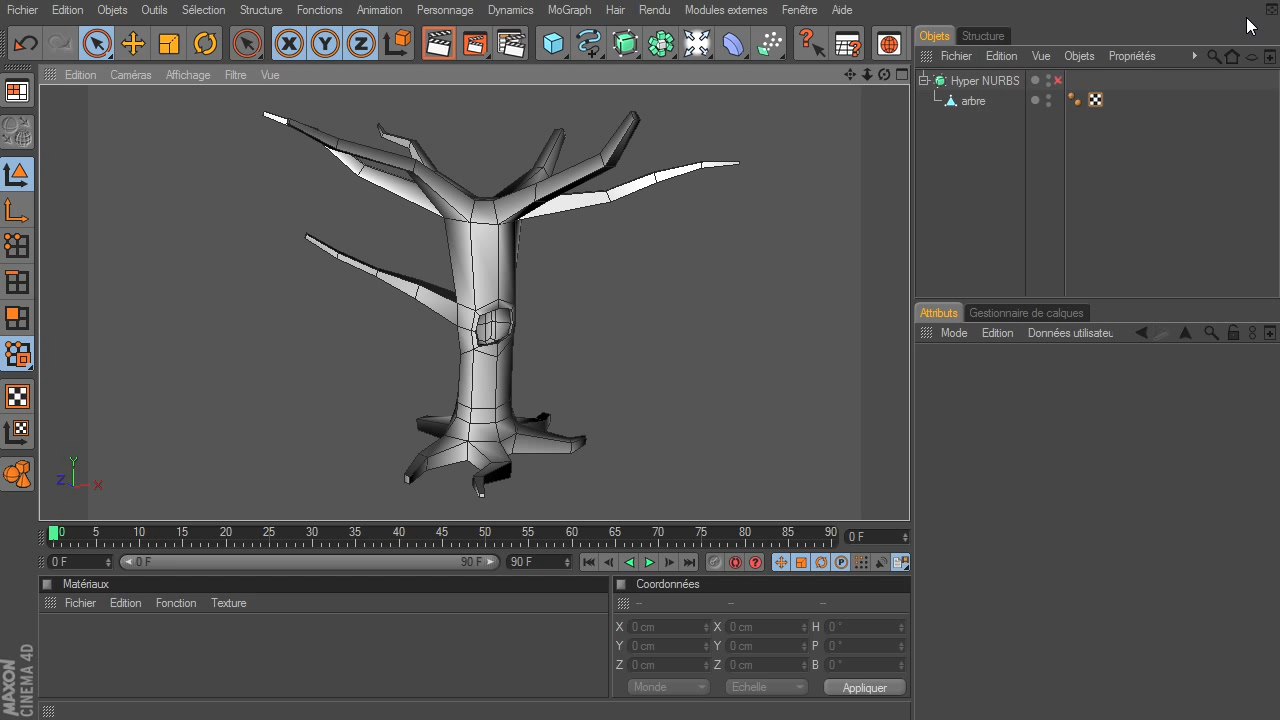 Fichier Edition Objets Outils Sélection Structure Fonctions Animation Personnage Dynamics MoGraph Hair Rendu Modules externes Fenêtre Aide
X Y Z
Objets Structure
Fichier Edition Vue Objets Propriétés
Edition Caméras Affichage Filtre Vue
Hyper NURBS
arbre
Attributs Gestionnaire de calques
Mode Edition Données utilisateu
Y
Z X
0 5 10 15 20 25 30 35 40 45 50 55 60 65 70 75 80 85 90 0 F
0 F 0 F 90 F 90 F
Matériaux Coordonnées
Fichier Edition Fonction Texture
X 0 cm X 0 cm H 0 °
Y 0 cm Y 0 cm P 0 °
Z 0 cm Z 0 cm B 0 °
Monde Echelle Appliquer
MAXON
CINEMA 4D